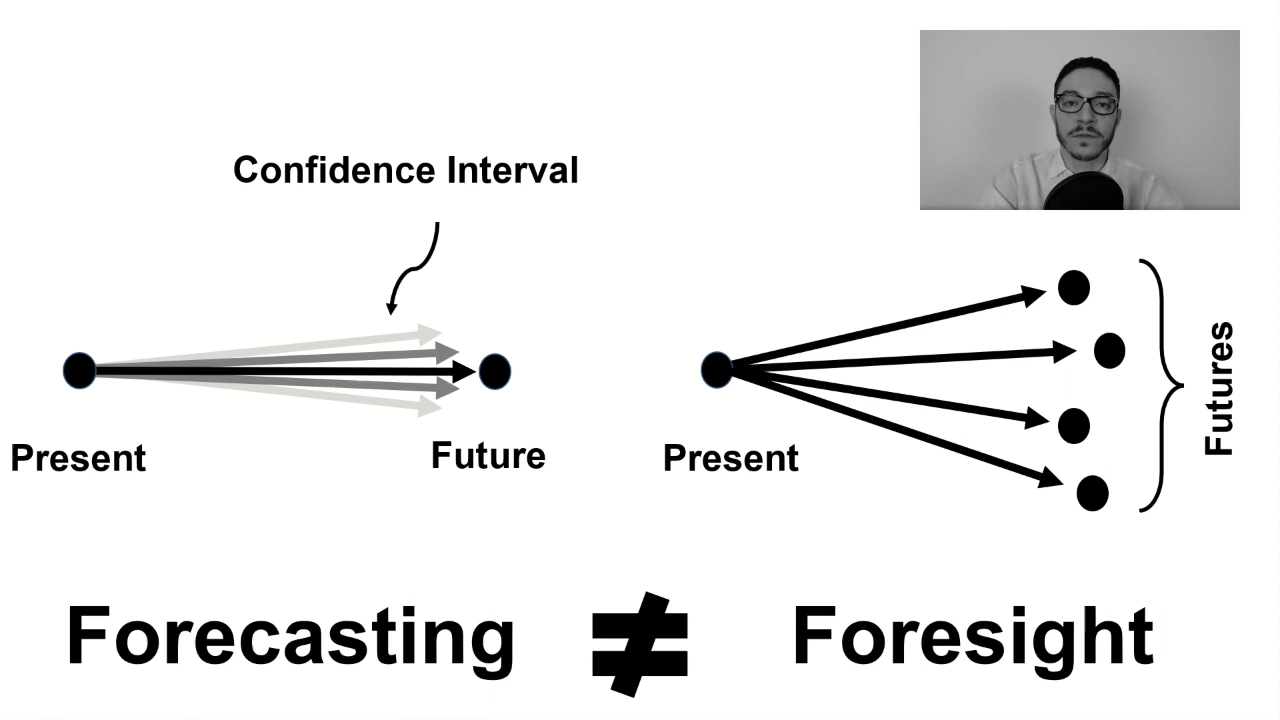 Confidence Interval
Present
Future
Present
Futures
Forecasting ≠ Foresight